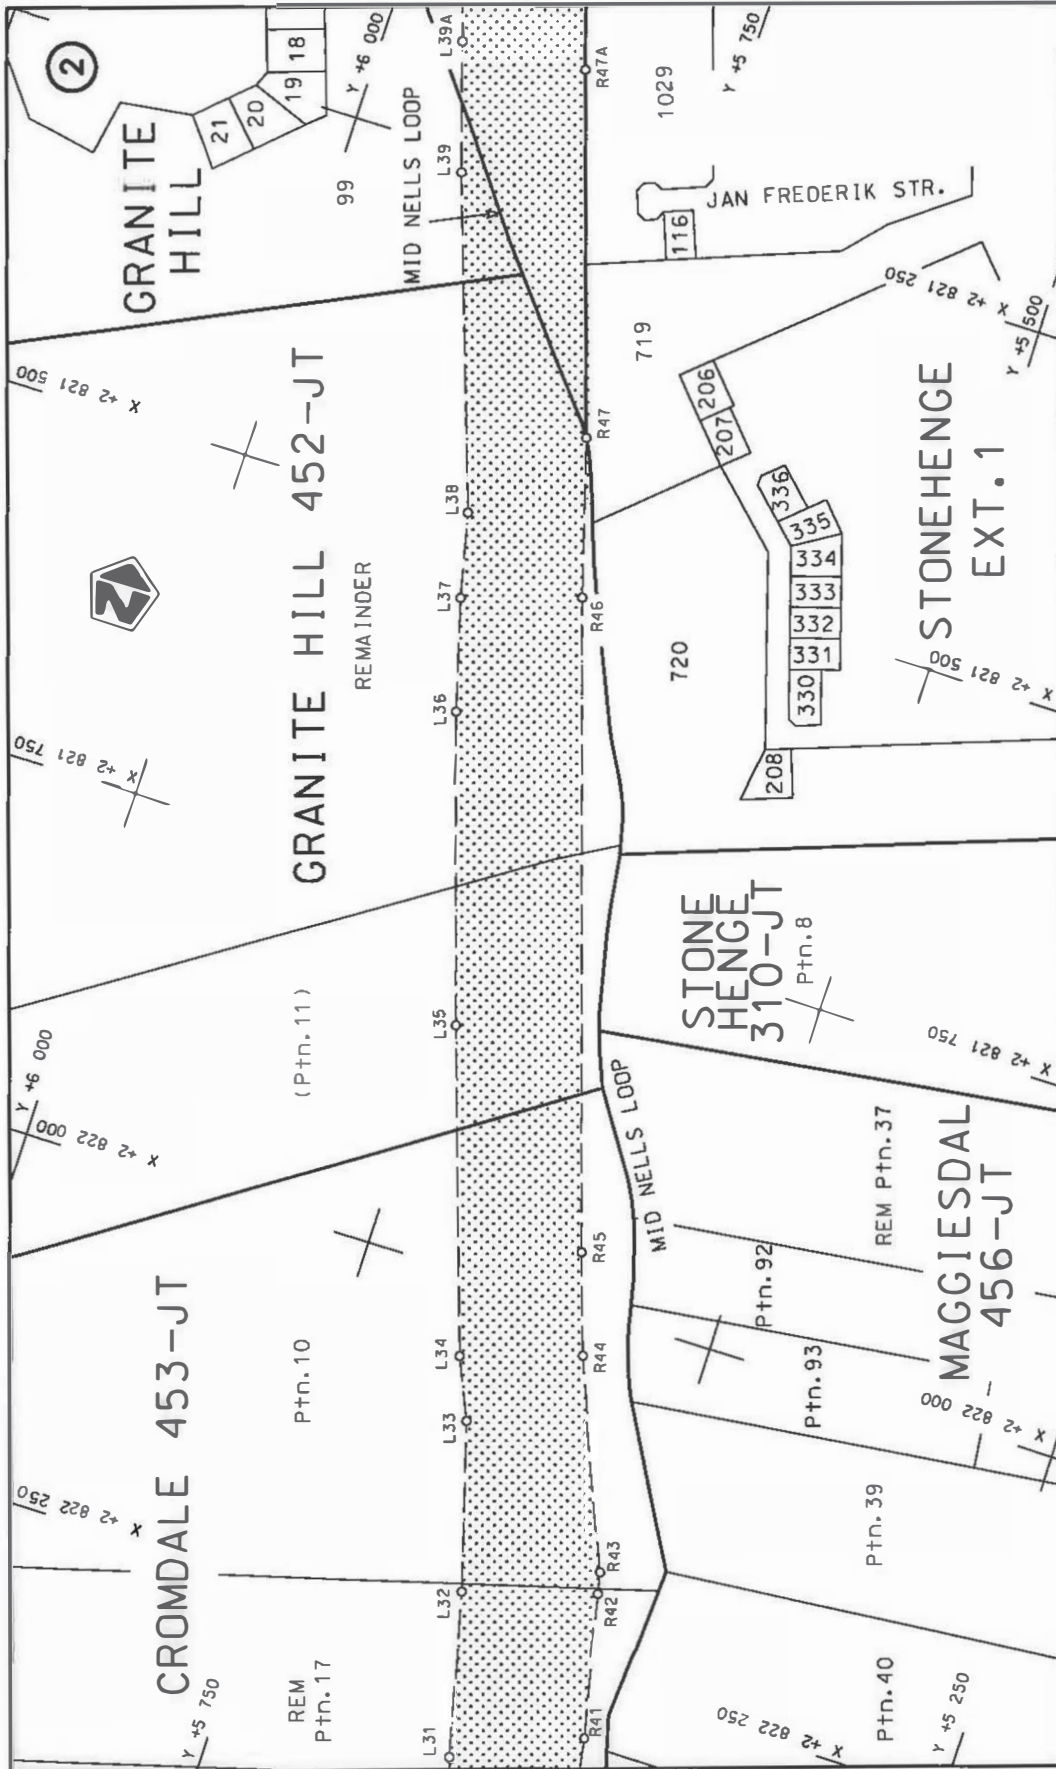 CROMDALE 453-JT
REM
Ptn.17
Ptn.10
(Ptn.11)
GRANITE HILL 452-JT
REMAINDER
GRANITE
HILL
2
21
20
19
18
99
MID NELLS LOOP
Y +5 750
X +2 822 250
X +2 822 000
Y +6 000
X +2 821 750
X +2 821 500
Y +6 000
N
L31
L32
L33
L34
L35
L36
L37
L38
L39
L39A
R41
R42
R43
R44
R45
R46
R47
R47A
MID NELLS LOOP
Ptn.40
Ptn.39
Ptn.93
Ptn.92
REM Ptn.37
MAGGIESDAL
456-JT
STONE
HENGE
310-JT
Ptn.8
720
719
1029
116
JAN FREDERIK STR.
206
207
208
330
331
332
333
334
335
336
STONEHENGE
EXT.1
X +2 822 250
Y +5 250
X +2 822 000
X +2 821 750
X +2 821 500
X +2 821 250
Y +5 500
Y +5 750